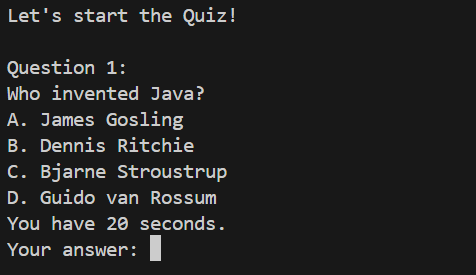 Let's start the Quiz!
Question 1:
Who invented Java?
A. James Gosling
B. Dennis Ritchie
C. Bjarne Stroustrup
D. Guido van Rossum
You have 20 seconds.
Your answer: